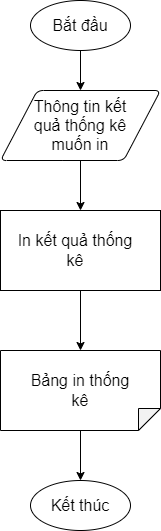 Bắt đầu
Thông tin kết
quả thống kê
muốn in
In kết quả thống
kê
Bảng in thống
kê
Kết thúc